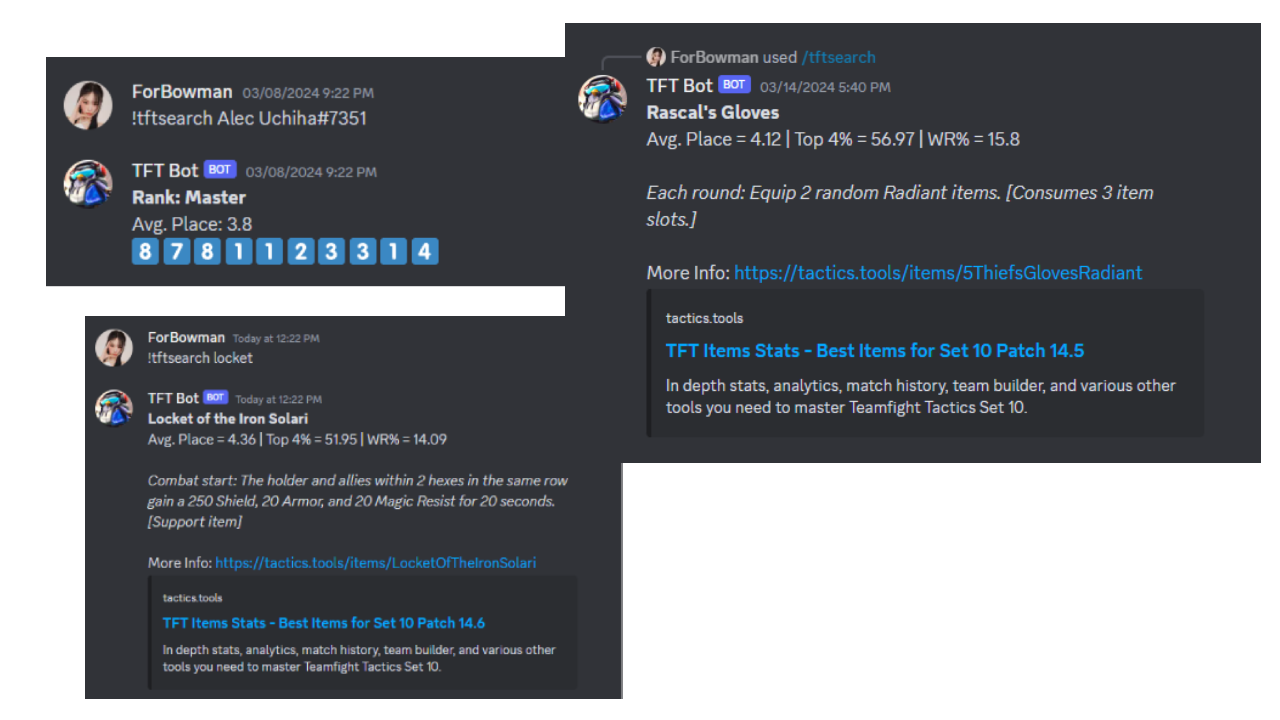 ForBowman 03/08/2024 9:22 PM
!tftsearch Alec Uchiha#7351
TFT Bot BOT 03/08/2024 9:22 PM
Rank: Master
Avg. Place: 3.8
8 7 8 1 1 2 3 3 1 4
ForBowman used /tftsearch
TFT Bot BOT 03/14/2024 5:40 PM
Rascal's Gloves
Avg. Place = 4.12 | Top 4% = 56.97 | WR% = 15.8
Each round: Equip 2 random Radiant items. [Consumes 3 item
slots.]
More Info: https://tactics.tools/items/5ThiefsGlovesRadiant
tactics.tools
TFT Items Stats - Best Items for Set 10 Patch 14.5
In depth stats, analytics, match history, team builder, and various other
tools you need to master Teamfight Tactics Set 10.
ForBowman Today at 12:22 PM
!tftsearch locket
TFT Bot BOT Today at 12:22 PM
Locket of the Iron Solari
Avg. Place = 4.36 | Top 4% = 51.95 | WR% = 14.09
Combat start: The holder and allies within 2 hexes in the same row
gain a 250 Shield, 20 Armor, and 20 Magic Resist for 20 seconds.
[Support item]
More Info: https://tactics.tools/items/LocketOfTheIronSolari
tactics.tools
TFT Items Stats - Best Items for Set 10 Patch 14.6
In depth stats, analytics, match history, team builder, and various other
tools you need to master Teamfight Tactics Set 10.